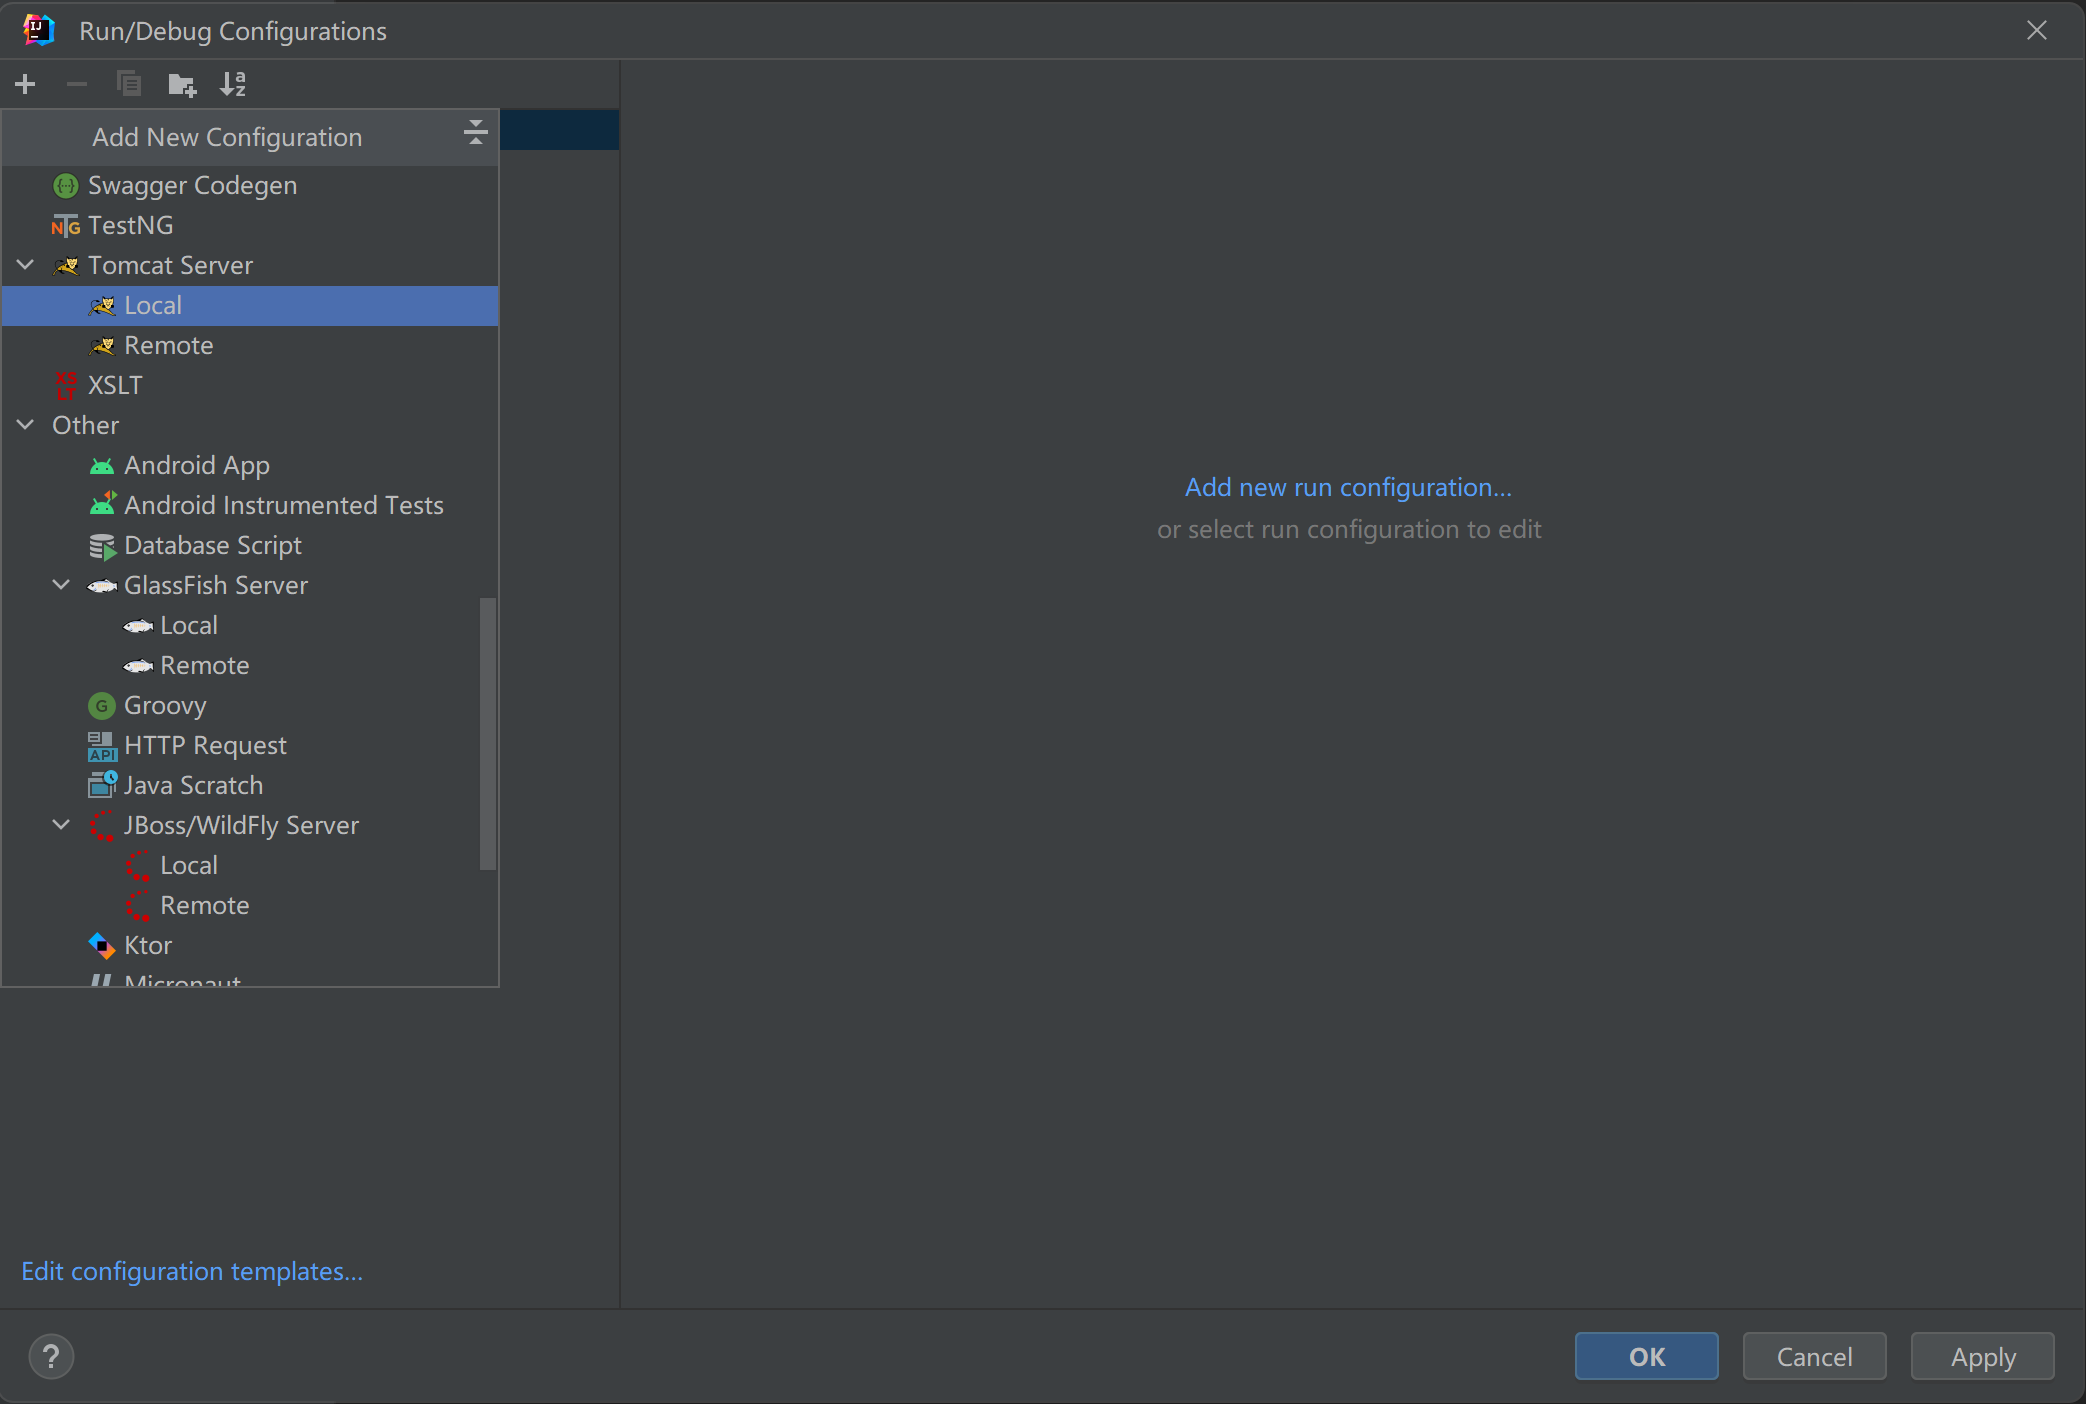 Run/Debug Configurations
Add New Configuration
Swagger Codegen
TestNG
Tomcat Server
Local
Remote
XSLT
Other
Android App
Android Instrumented Tests
Database Script
GlassFish Server
Local
Remote
Groovy
HTTP Request
Java Scratch
JBoss/WildFly Server
Local
Remote
Ktor
Micronaut
Add new run configuration...
or select run configuration to edit
Edit configuration templates...
?
OK
Cancel
Apply